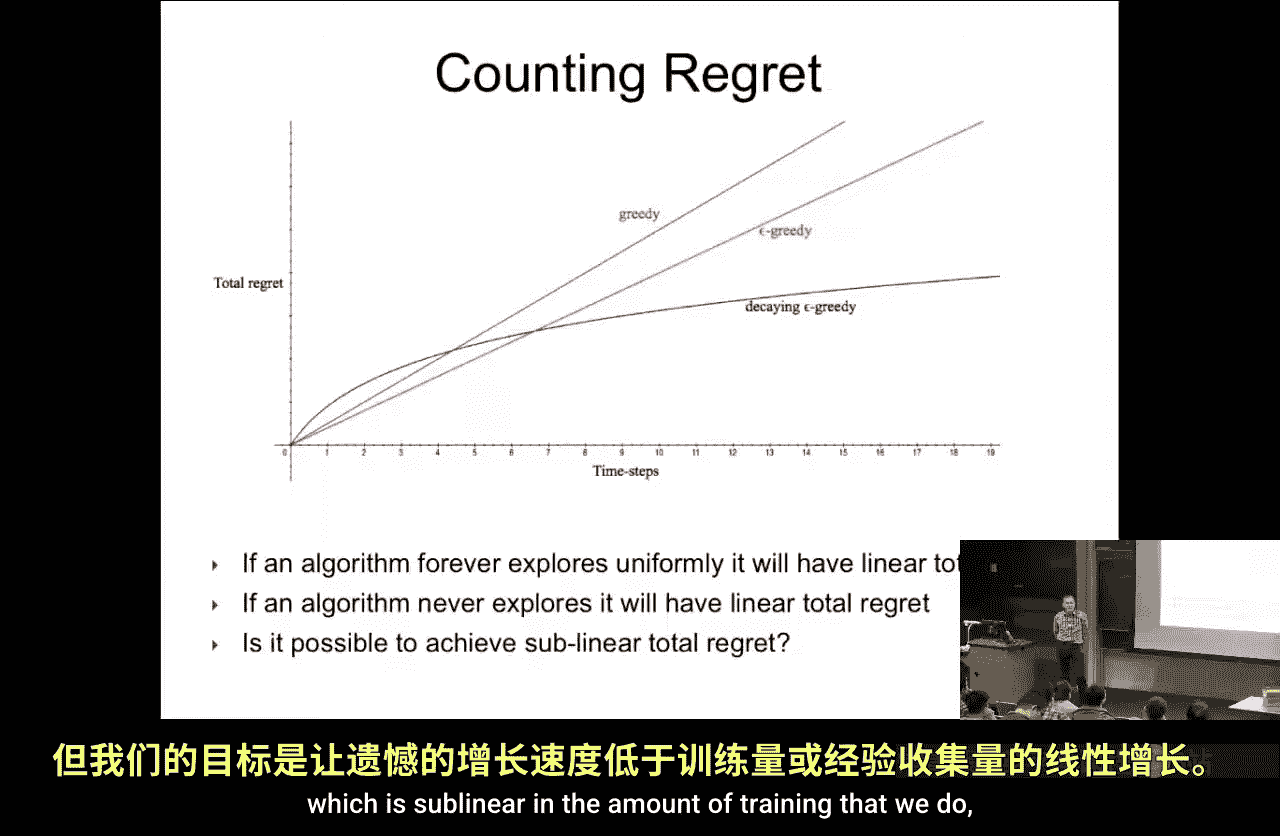 Counting Regret
greedy
ϵ-greedy
Total regret
decaying ϵ-greedy
0 1 2 3 4 5 6 7 8 9 10 11 12 13 14 15 16 17 18 19
Time-steps
If an algorithm forever explores uniformly it will have linear
If an algorithm never explores it will have linear total regret
Is it possible to achieve sub-linear total regret?
但我们的目标是让遗憾的增长速度低于训练量或经验收集量的线性增长。
which is sublinear in the amount of training that we do,